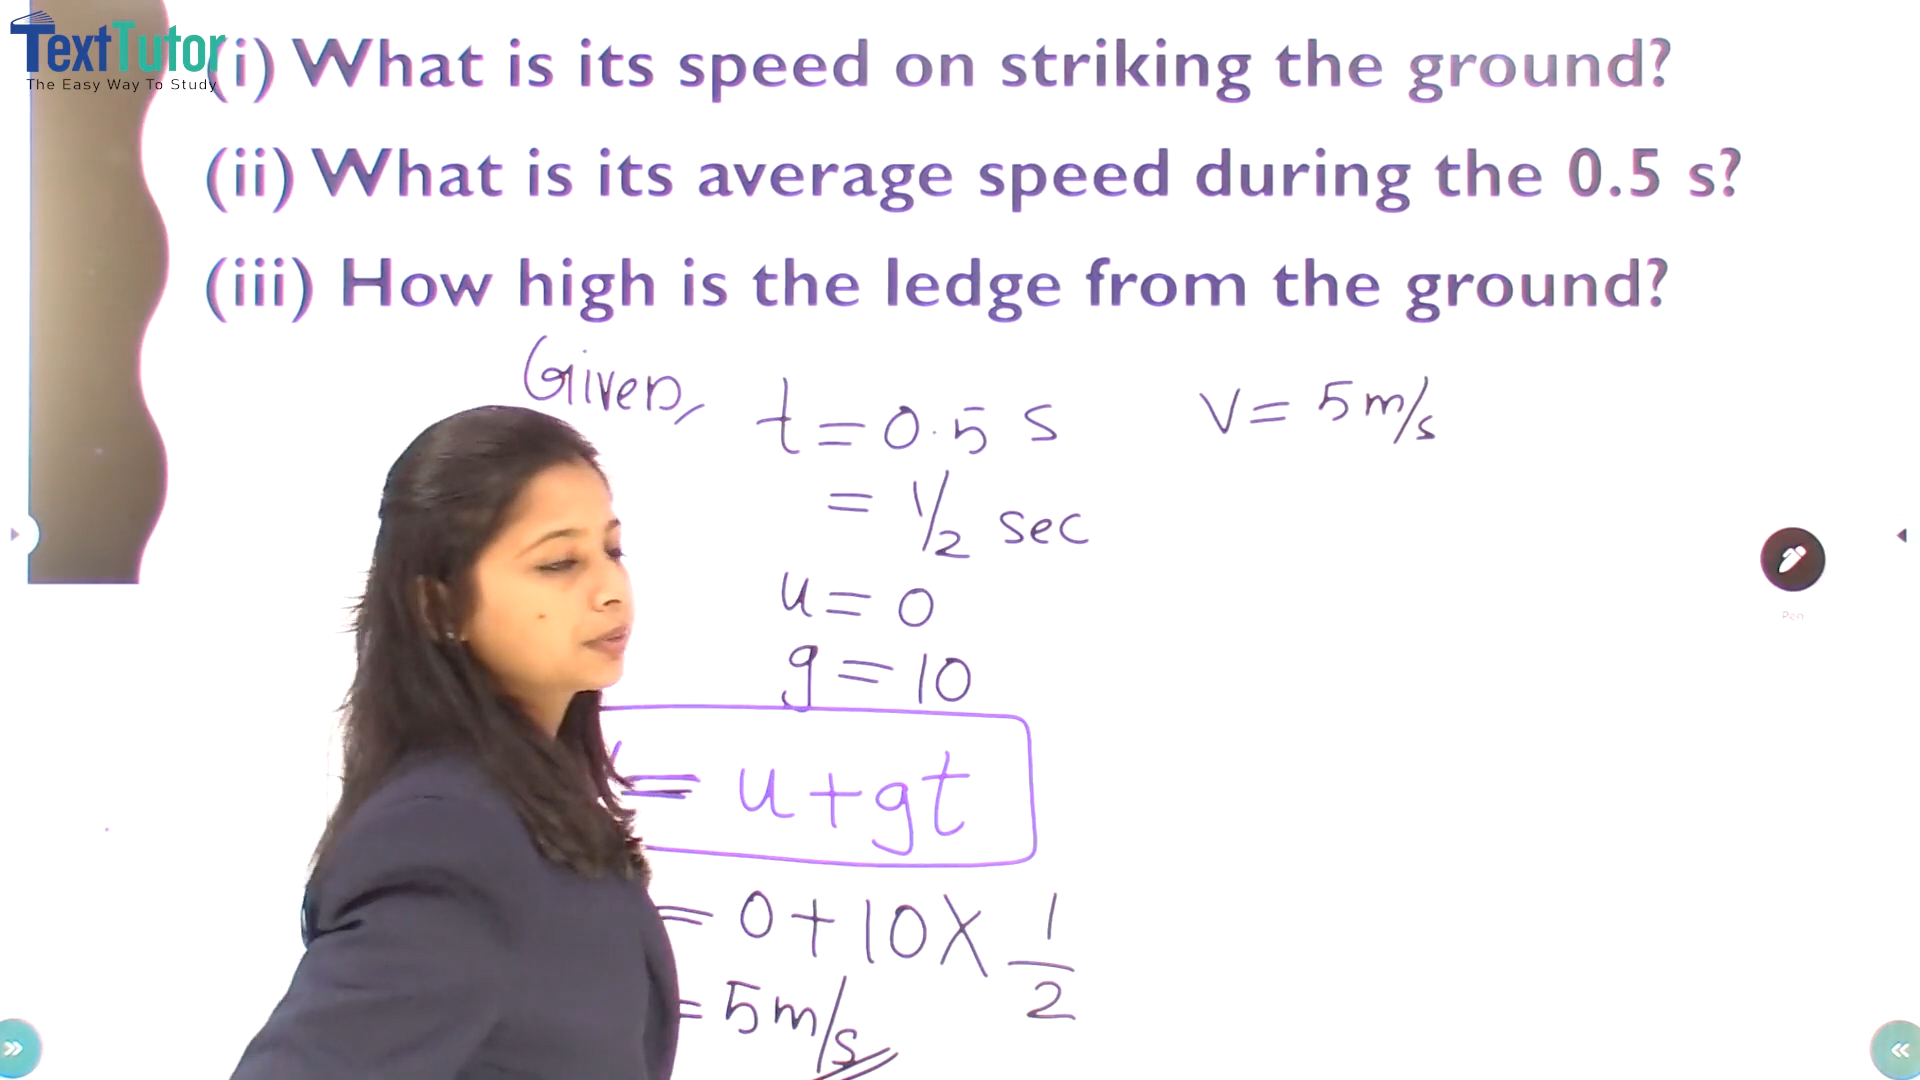 TextTutor
The Easy Way To Study
(i) What is its speed on striking the ground?
(ii) What is its average speed during the 0.5 s?
(iii) How high is the ledge from the ground?
Given,
t = 0.5 s
v = 5 m/s
= 1/2 sec
u = 0
g = 10
= u + gt
= 0 + 10 X 1/2
= 5 m/s
Pen